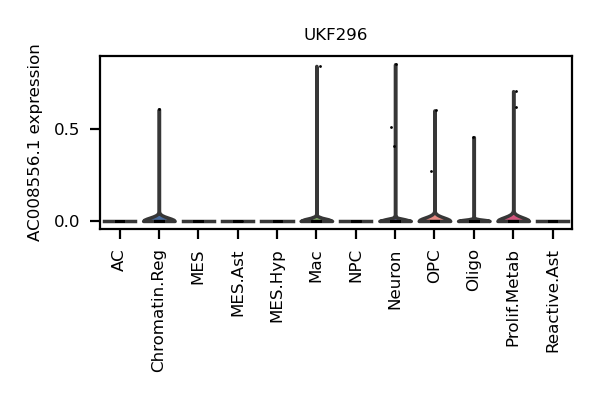 UKF296
AC008556.1 expression
0.5
0.0
AC
Chromatin.Reg
MES
MES.Ast
MES.Hyp
Mac
NPC
Neuron
OPC
Oligo
Prolif.Metab
Reactive.Ast